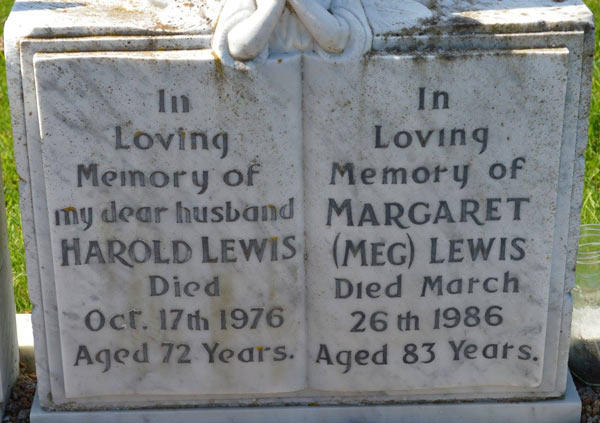 In
Loving
Memory of
my dear husband
HAROLD LEWIS
Died
Oct. 17th 1976
Aged 72 Years.
In
Loving
Memory of
MARGARET
(MEG) LEWIS
Died March
26th 1986
Aged 83 Years.